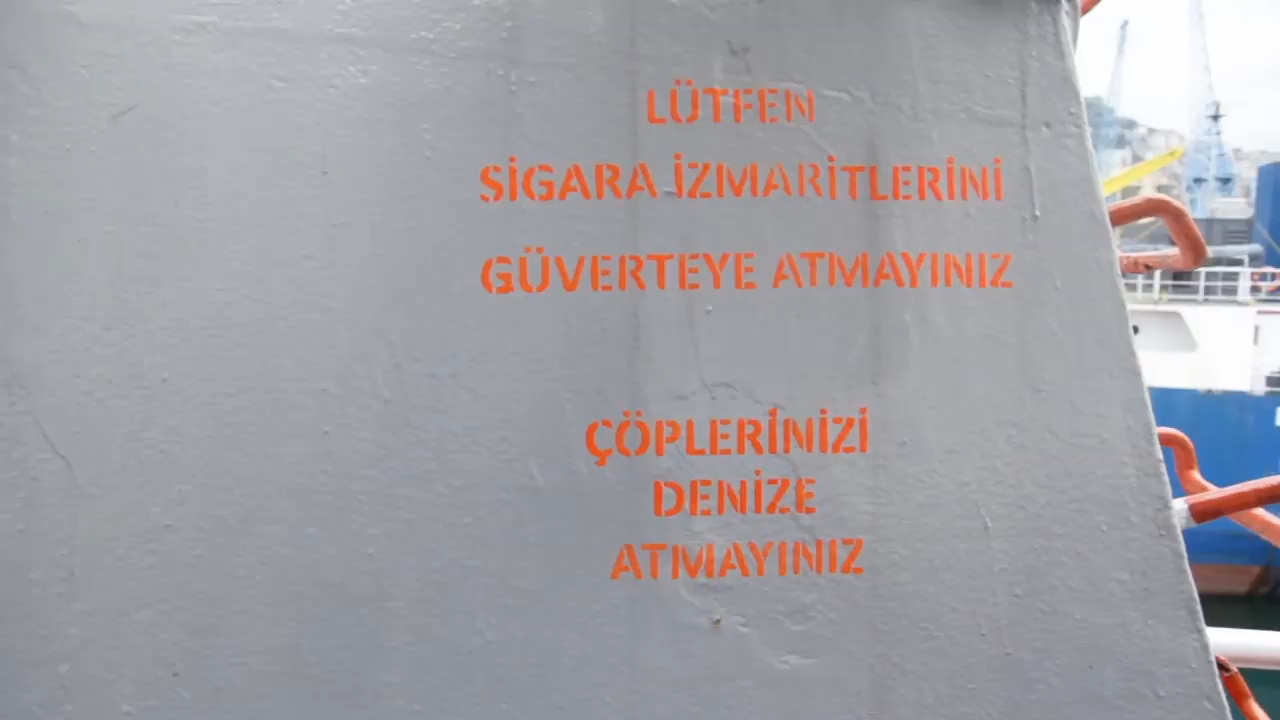 LÜTFEN
SİGARA İZMARİTLERİNİ
GÜVERTEYE ATMAYINIZ
ÇÖPLERİNİZİ
DENİZE
ATMAYINIZ